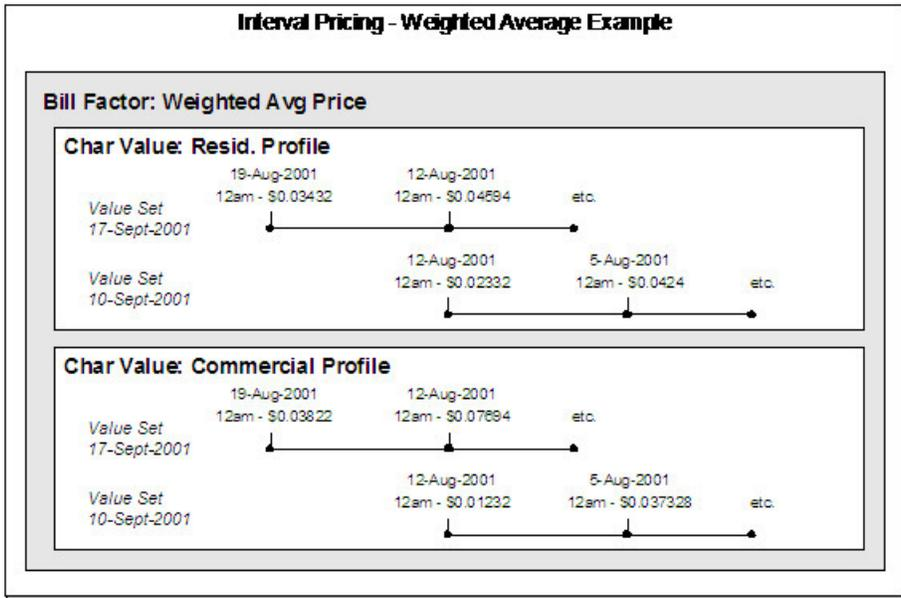 Interval Pricing - Weighted Average Example
Bill Factor: Weighted Avg Price
Char Value: Resid. Profile
19-Aug-2001 12-Aug-2001
12am - $0.03432 12am - $0.04694 etc.
Value Set
17-Sept-2001
12-Aug-2001 5-Aug-2001
Value Set 12am - $0.02332 12am - $0.0424 etc.
10-Sept-2001
Char Value: Commercial Profile
19-Aug-2001 12-Aug-2001
12am - $0.03822 12am - $0.07694 etc.
Value Set
17-Sept-2001
12-Aug-2001 5-Aug-2001
Value Set 12am - $0.01232 12am - $0.037328 etc.
10-Sept-2001